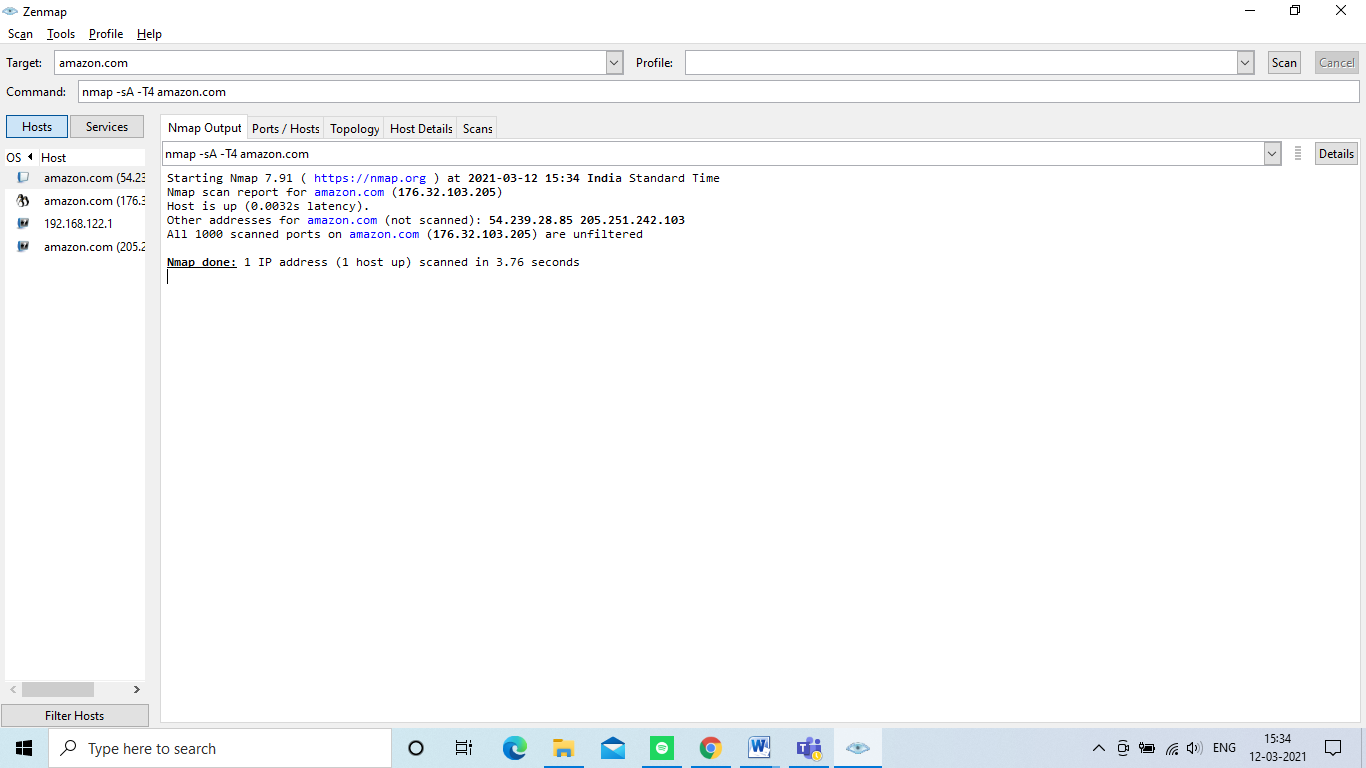 Zenmap
Scan Tools Profile Help
Target: amazon.com Profile: Scan Cancel
Command: nmap -sA -T4 amazon.com
Hosts Services
OS Host
amazon.com (54.23
amazon.com (176.3
192.168.122.1
amazon.com (205.2
Filter Hosts
Nmap Output Ports / Hosts Topology Host Details Scans
nmap -sA -T4 amazon.com Details
Starting Nmap 7.91 ( https://nmap.org ) at 2021-03-12 15:34 India Standard Time
Nmap scan report for amazon.com (176.32.103.205)
Host is up (0.0032s latency).
Other addresses for amazon.com (not scanned): 54.239.28.85 205.251.242.103
All 1000 scanned ports on amazon.com (176.32.103.205) are unfiltered
Nmap done: 1 IP address (1 host up) scanned in 3.76 seconds
Type here to search
ENG
15:34
12-03-2021